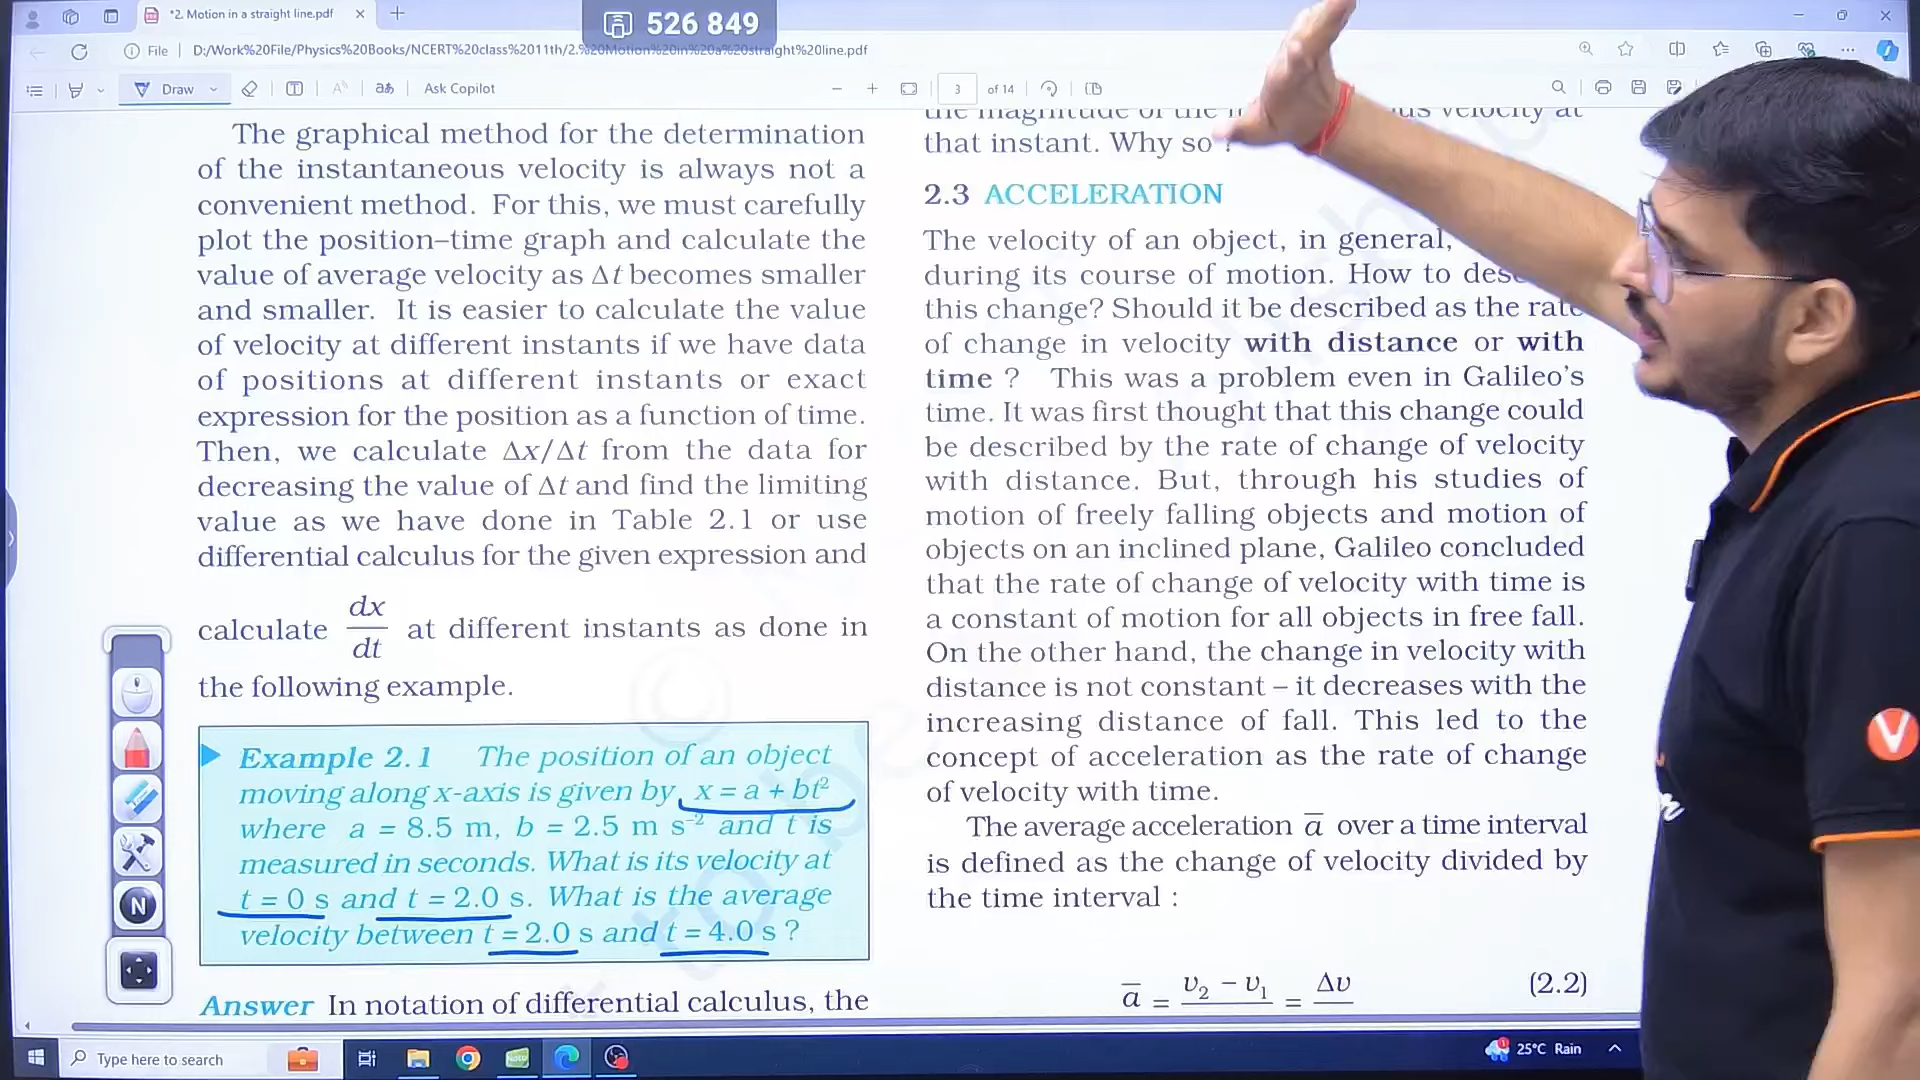 *2. Motion in a straight line.pdf
526 849
File | D:/Work%20File/Physics%20Books/NCERT%20class%2011th/2.%20Motion%20in%20a%20straight%20line.pdf
Draw
Ask Copilot
3 of 14
The graphical method for the determination
of the instantaneous velocity is always not a
convenient method. For this, we must carefully
plot the position–time graph and calculate the
value of average velocity as Δt becomes smaller
and smaller. It is easier to calculate the value
of velocity at different instants if we have data
of positions at different instants or exact
expression for the position as a function of time.
Then, we calculate Δx/Δt from the data for
decreasing the value of Δt and find the limiting
value as we have done in Table 2.1 or use
differential calculus for the given expression and
calculate dx/dt at different instants as done in
the following example.
Example 2.1 The position of an object
moving along x-axis is given by x = a + bt²
where a = 8.5 m, b = 2.5 m s⁻² and t is
measured in seconds. What is its velocity at
t = 0 s and t = 2.0 s. What is the average
velocity between t = 2.0 s and t = 4.0 s ?
Answer In notation of differential calculus, the
the magnitude of the velocity at
that instant. Why so ?
2.3 ACCELERATION
The velocity of an object, in general,
during its course of motion. How to
this change? Should it be described as the rate
of change in velocity with distance or with
time ? This was a problem even in Galileo's
time. It was first thought that this change could
be described by the rate of change of velocity
with distance. But, through his studies of
motion of freely falling objects and motion of
objects on an inclined plane, Galileo concluded
that the rate of change of velocity with time is
a constant of motion for all objects in free fall.
On the other hand, the change in velocity with
distance is not constant – it decreases with the
increasing distance of fall. This led to the
concept of acceleration as the rate of change
of velocity with time.
The average acceleration a̅ over a time interval
is defined as the change of velocity divided by
the time interval :
a̅ = v₂ – v₁ = Δv (2.2)
N
V
Type here to search
25°C Rain